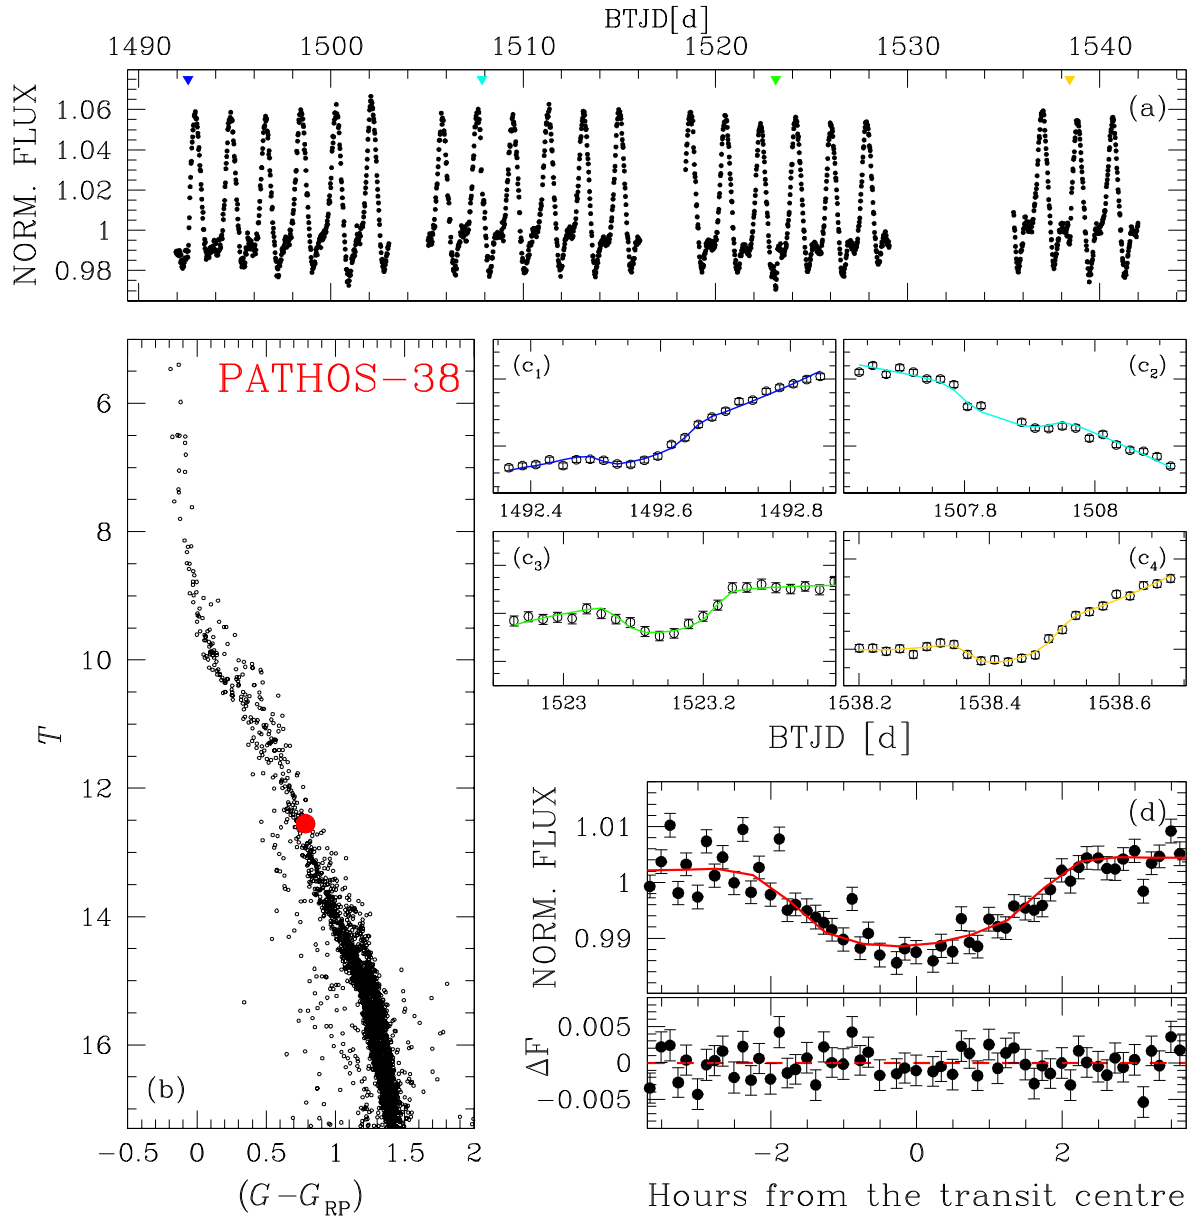 BTJD[d]
1490 1500 1510 1520 1530 1540
NORM. FLUX
1.06
1.04
1.02
1
0.98
(a)
PATHOS−38
T
6
8
10
12
14
16
(b)
−0.5 0 0.5 1 1.5 2
(G−G_RP)
(c₁)
1492.4 1492.6 1492.8
(c₂)
1507.8 1508
(c₃)
1523 1523.2
(c₄)
1538.2 1538.4 1538.6
BTJD [d]
NORM. FLUX
1.01
1
0.99
(d)
ΔF
0.005
0
−0.005
−2 0 2
Hours from the transit centre